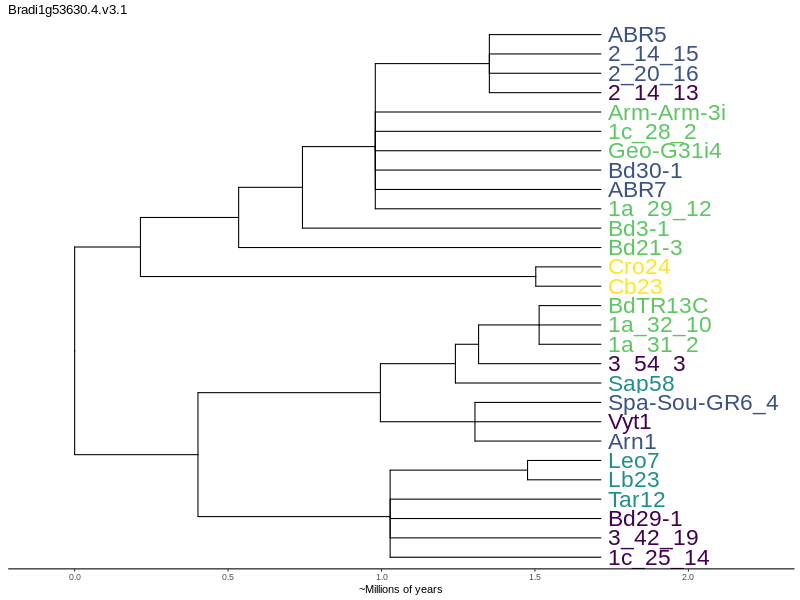 Bradi1g53630.4.v3.1
ABR5
2_14_15
2_20_16
2_14_13
Arm-Arm-3i
1c_28_2
Geo-G31i4
Bd30-1
ABR7
1a_29_12
Bd3-1
Bd21-3
Cro24
Cb23
BdTR13C
1a_32_10
1a_31_2
3_54_3
Sap58
Spa-Sou-GR6_4
Vyt1
Arn1
Leo7
Lb23
Tar12
Bd29-1
3_42_19
1c_25_14
0.0 0.5 1.0 1.5 2.0
~Millions of years